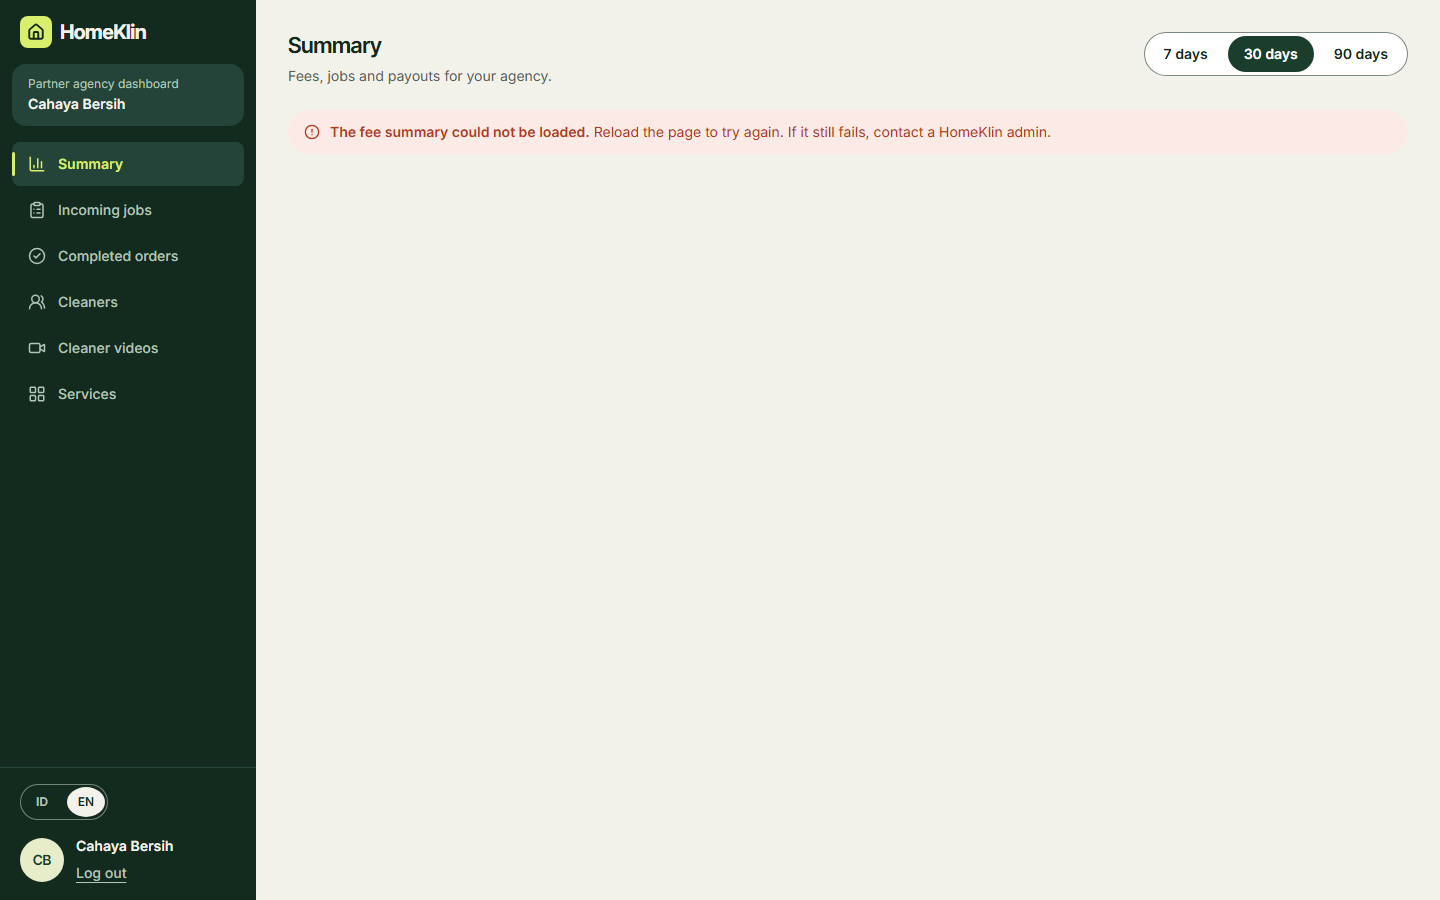 HomeKlin
Partner agency dashboard
Cahaya Bersih
Summary
Incoming jobs
Completed orders
Cleaners
Cleaner videos
Services
ID
EN
CB
Cahaya Bersih
Log out
Summary
Fees, jobs and payouts for your agency.
7 days
30 days
90 days
The fee summary could not be loaded. Reload the page to try again. If it still fails, contact a HomeKlin admin.